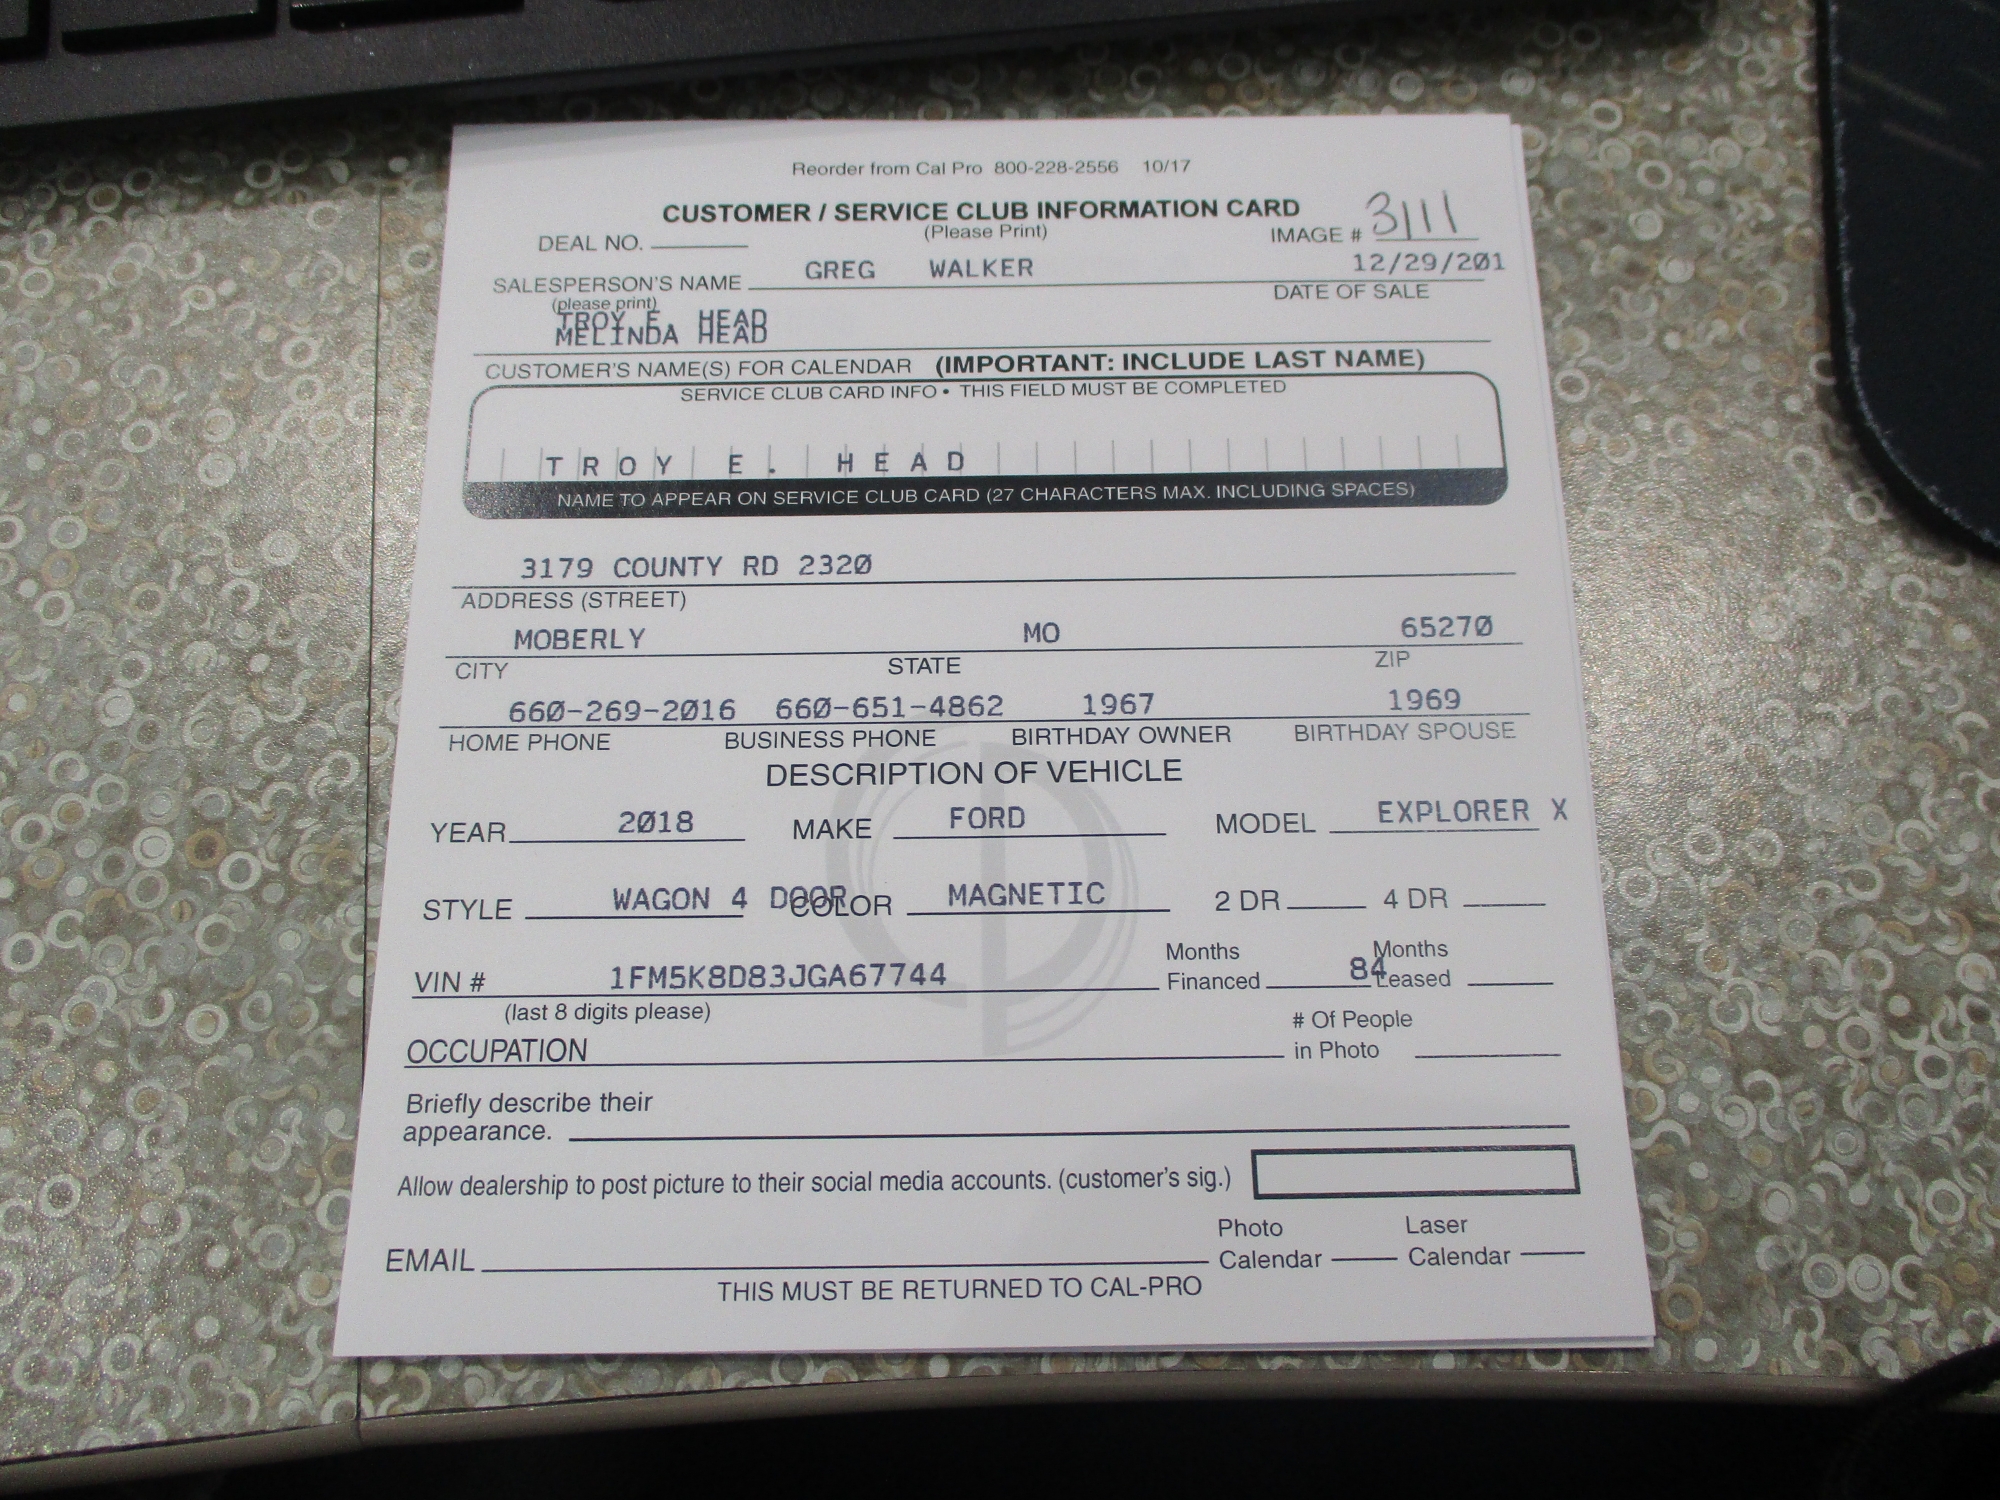 Reorder from Cal Pro 800-228-2556 10/17
CUSTOMER / SERVICE CLUB INFORMATION CARD
(Please Print)
DEAL NO. IMAGE # 3111
SALESPERSON'S NAME GREG WALKER 12/29/201
(please print) DATE OF SALE
TROY E HEAD
MELINDA HEAD
CUSTOMER'S NAME(S) FOR CALENDAR (IMPORTANT: INCLUDE LAST NAME)
SERVICE CLUB CARD INFO • THIS FIELD MUST BE COMPLETED
TROY E. HEAD
NAME TO APPEAR ON SERVICE CLUB CARD (27 CHARACTERS MAX. INCLUDING SPACES)
3179 COUNTY RD 2320
ADDRESS (STREET)
MOBERLY MO 65270
CITY STATE ZIP
660-269-2016 660-651-4862 1967 1969
HOME PHONE BUSINESS PHONE BIRTHDAY OWNER BIRTHDAY SPOUSE
DESCRIPTION OF VEHICLE
YEAR 2018 MAKE FORD MODEL EXPLORER X
STYLE WAGON 4 DOOR COLOR MAGNETIC 2 DR 4 DR
Months Months
VIN # 1FM5K8D83JGA67744 Financed 84 Leased
(last 8 digits please)
# Of People
OCCUPATION in Photo
Briefly describe their
appearance.
Allow dealership to post picture to their social media accounts. (customer's sig.)
Photo Laser
EMAIL Calendar Calendar
THIS MUST BE RETURNED TO CAL-PRO